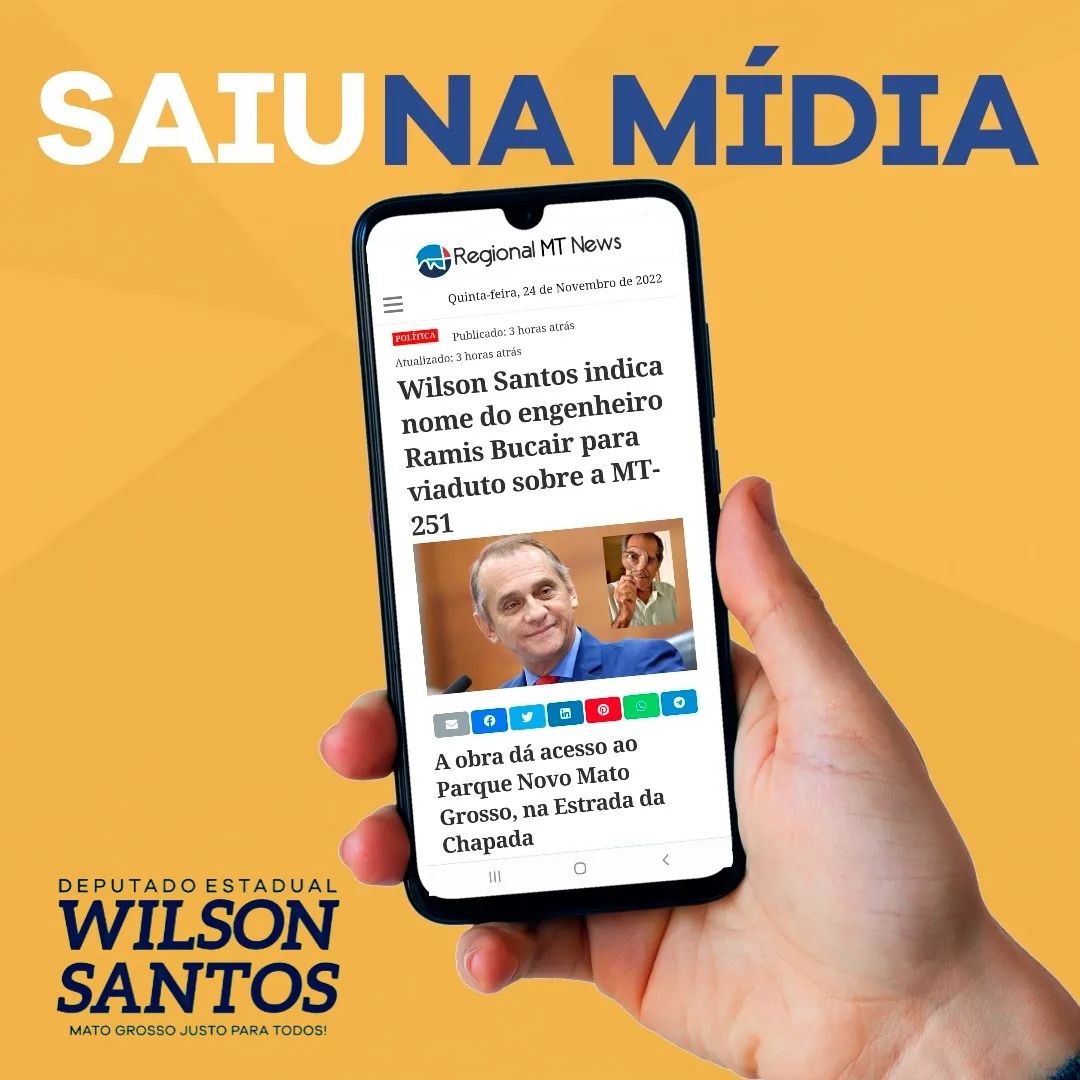 SAIU NA MÍDIA
Regional MT News
Quinta-feira, 24 de Novembro de 2022
POLÍTICA Publicado: 3 horas atrás
Atualizado: 3 horas atrás
Wilson Santos indica
nome do engenheiro
Ramis Bucair para
viaduto sobre a MT-
251
A obra dá acesso ao
Parque Novo Mato
Grosso, na Estrada da
Chapada
DEPUTADO ESTADUAL
WILSON
SANTOS
MATO GROSSO JUSTO PARA TODOS!